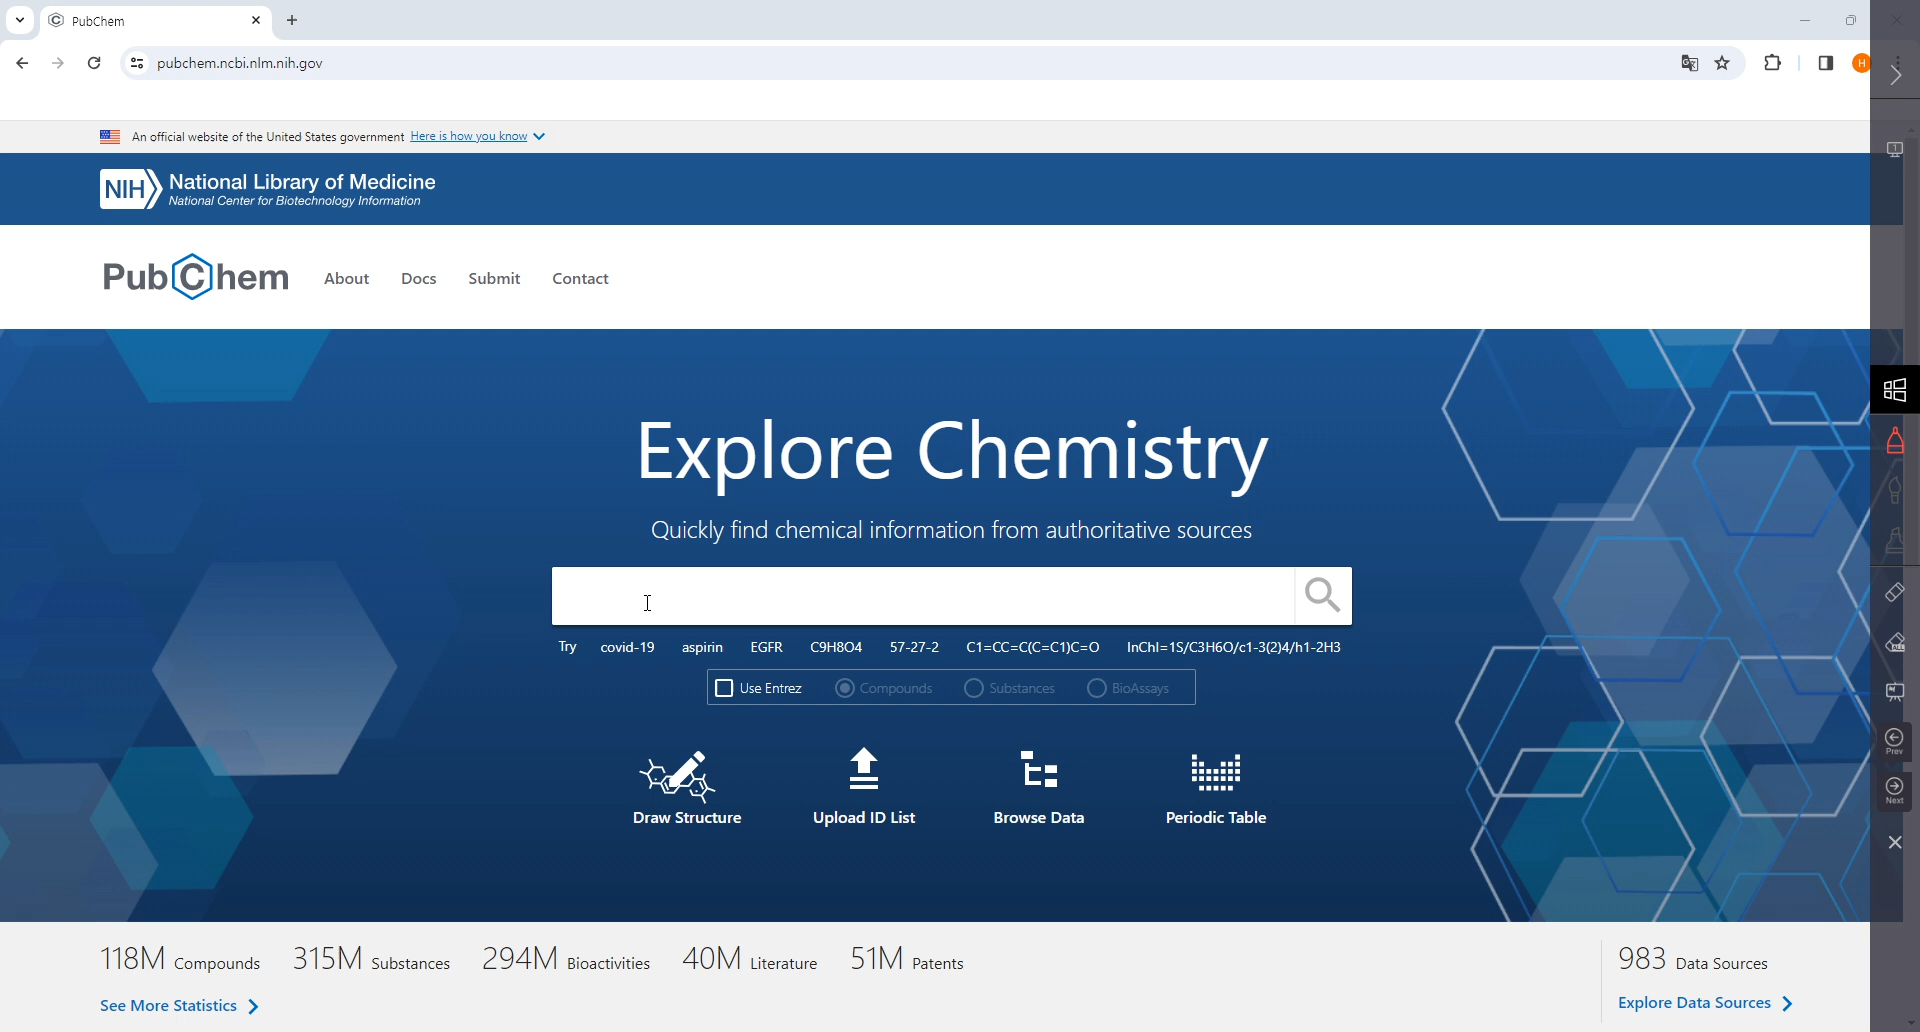 PubChem
pubchem.ncbi.nlm.nih.gov
H
An official website of the United States government Here is how you know
1
NIH National Library of Medicine
National Center for Biotechnology Information
PubChem About Docs Submit Contact
Explore Chemistry
Quickly find chemical information from authoritative sources
Try covid-19 aspirin EGFR C9H8O4 57-27-2 C1=CC=C(C=C1)C=O InChI=1S/C3H6O/c1-3(2)4/h1-2H3
ALL
Use Entrez Compounds Substances BioAssays
Prev
Next
Draw Structure Upload ID List Browse Data Periodic Table
118M Compounds 315M Substances 294M Bioactivities 40M Literature 51M Patents 983 Data Sources
See More Statistics Explore Data Sources